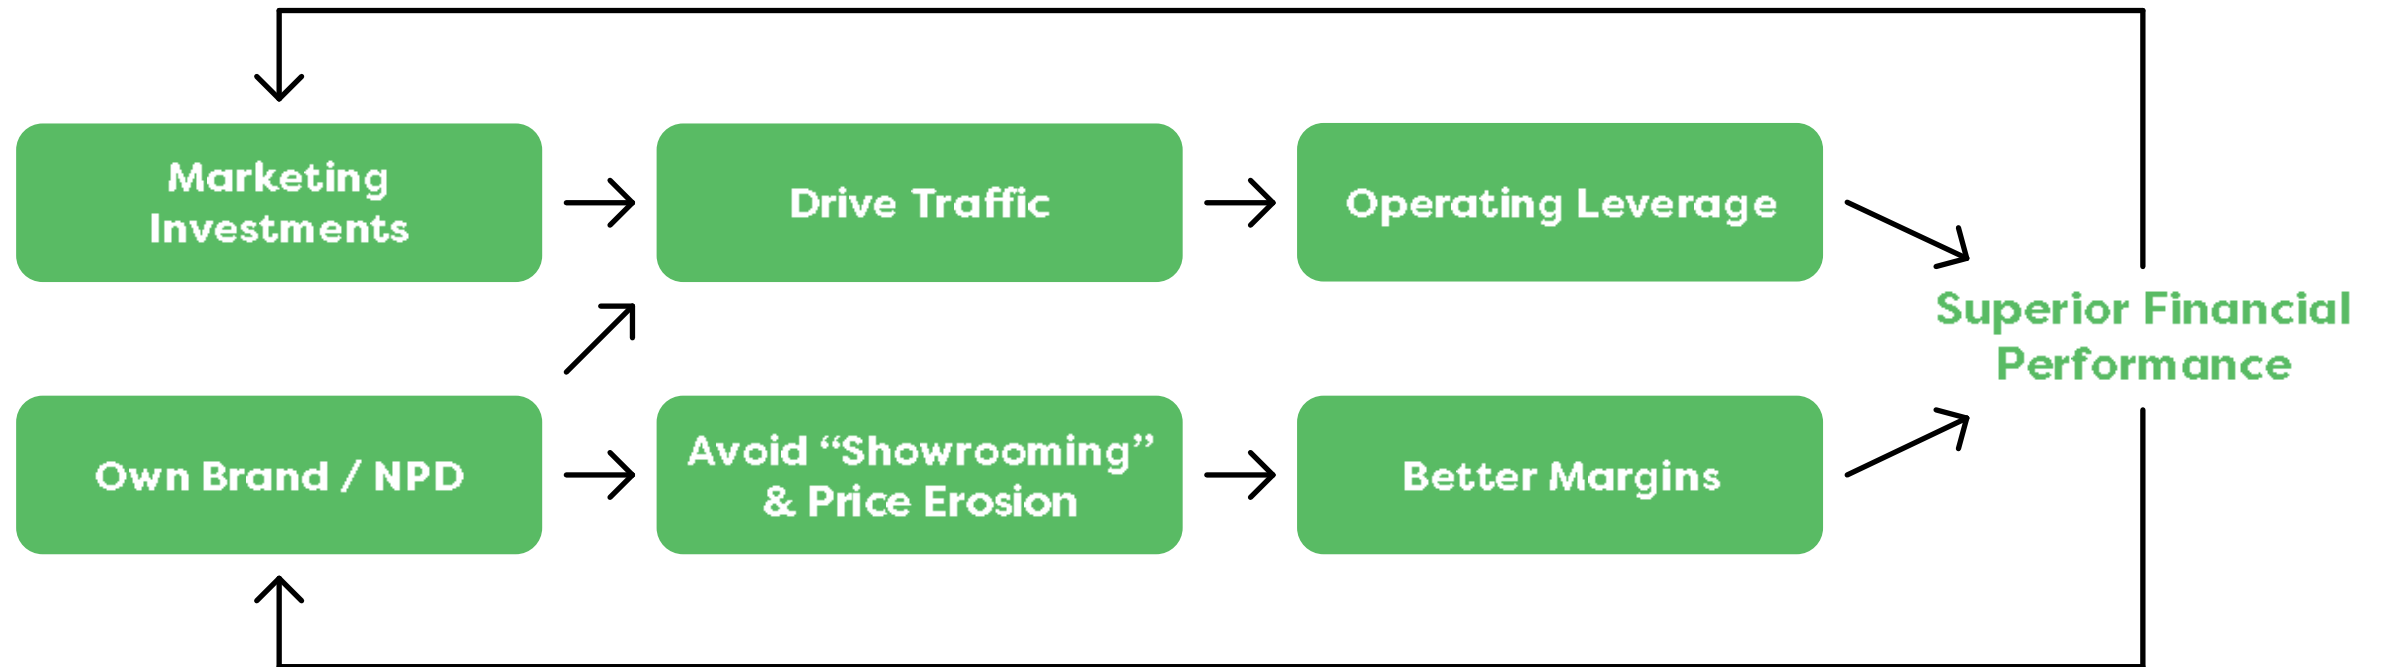 Marketing
Investments
Drive Traffic
Operating Leverage
Superior Financial
Performance
Own Brand / NPD
Avoid “Showrooming”
& Price Erosion
Better Margins